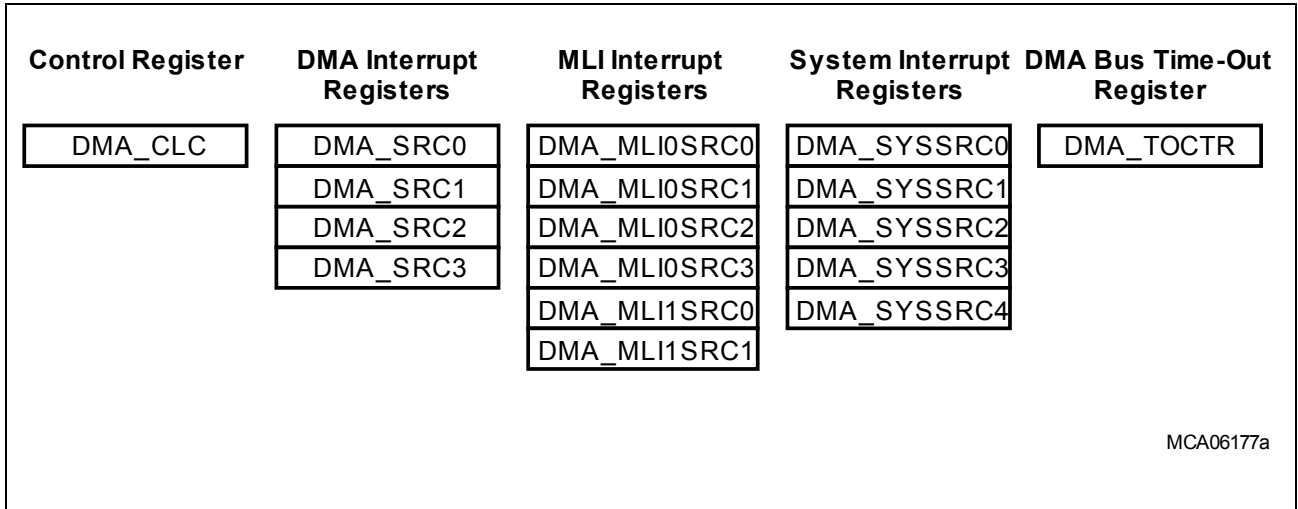 Control Register
DMA_CLC
DMA Interrupt
Registers
DMA_SRC0
DMA_SRC1
DMA_SRC2
DMA_SRC3
MLI Interrupt
Registers
DMA_MLI0SRC0
DMA_MLI0SRC1
DMA_MLI0SRC2
DMA_MLI0SRC3
DMA_MLI1SRC0
DMA_MLI1SRC1
System Interrupt
Registers
DMA_SYSSRC0
DMA_SYSSRC1
DMA_SYSSRC2
DMA_SYSSRC3
DMA_SYSSRC4
DMA Bus Time-Out
Register
DMA_TOCTR
MCA06177a